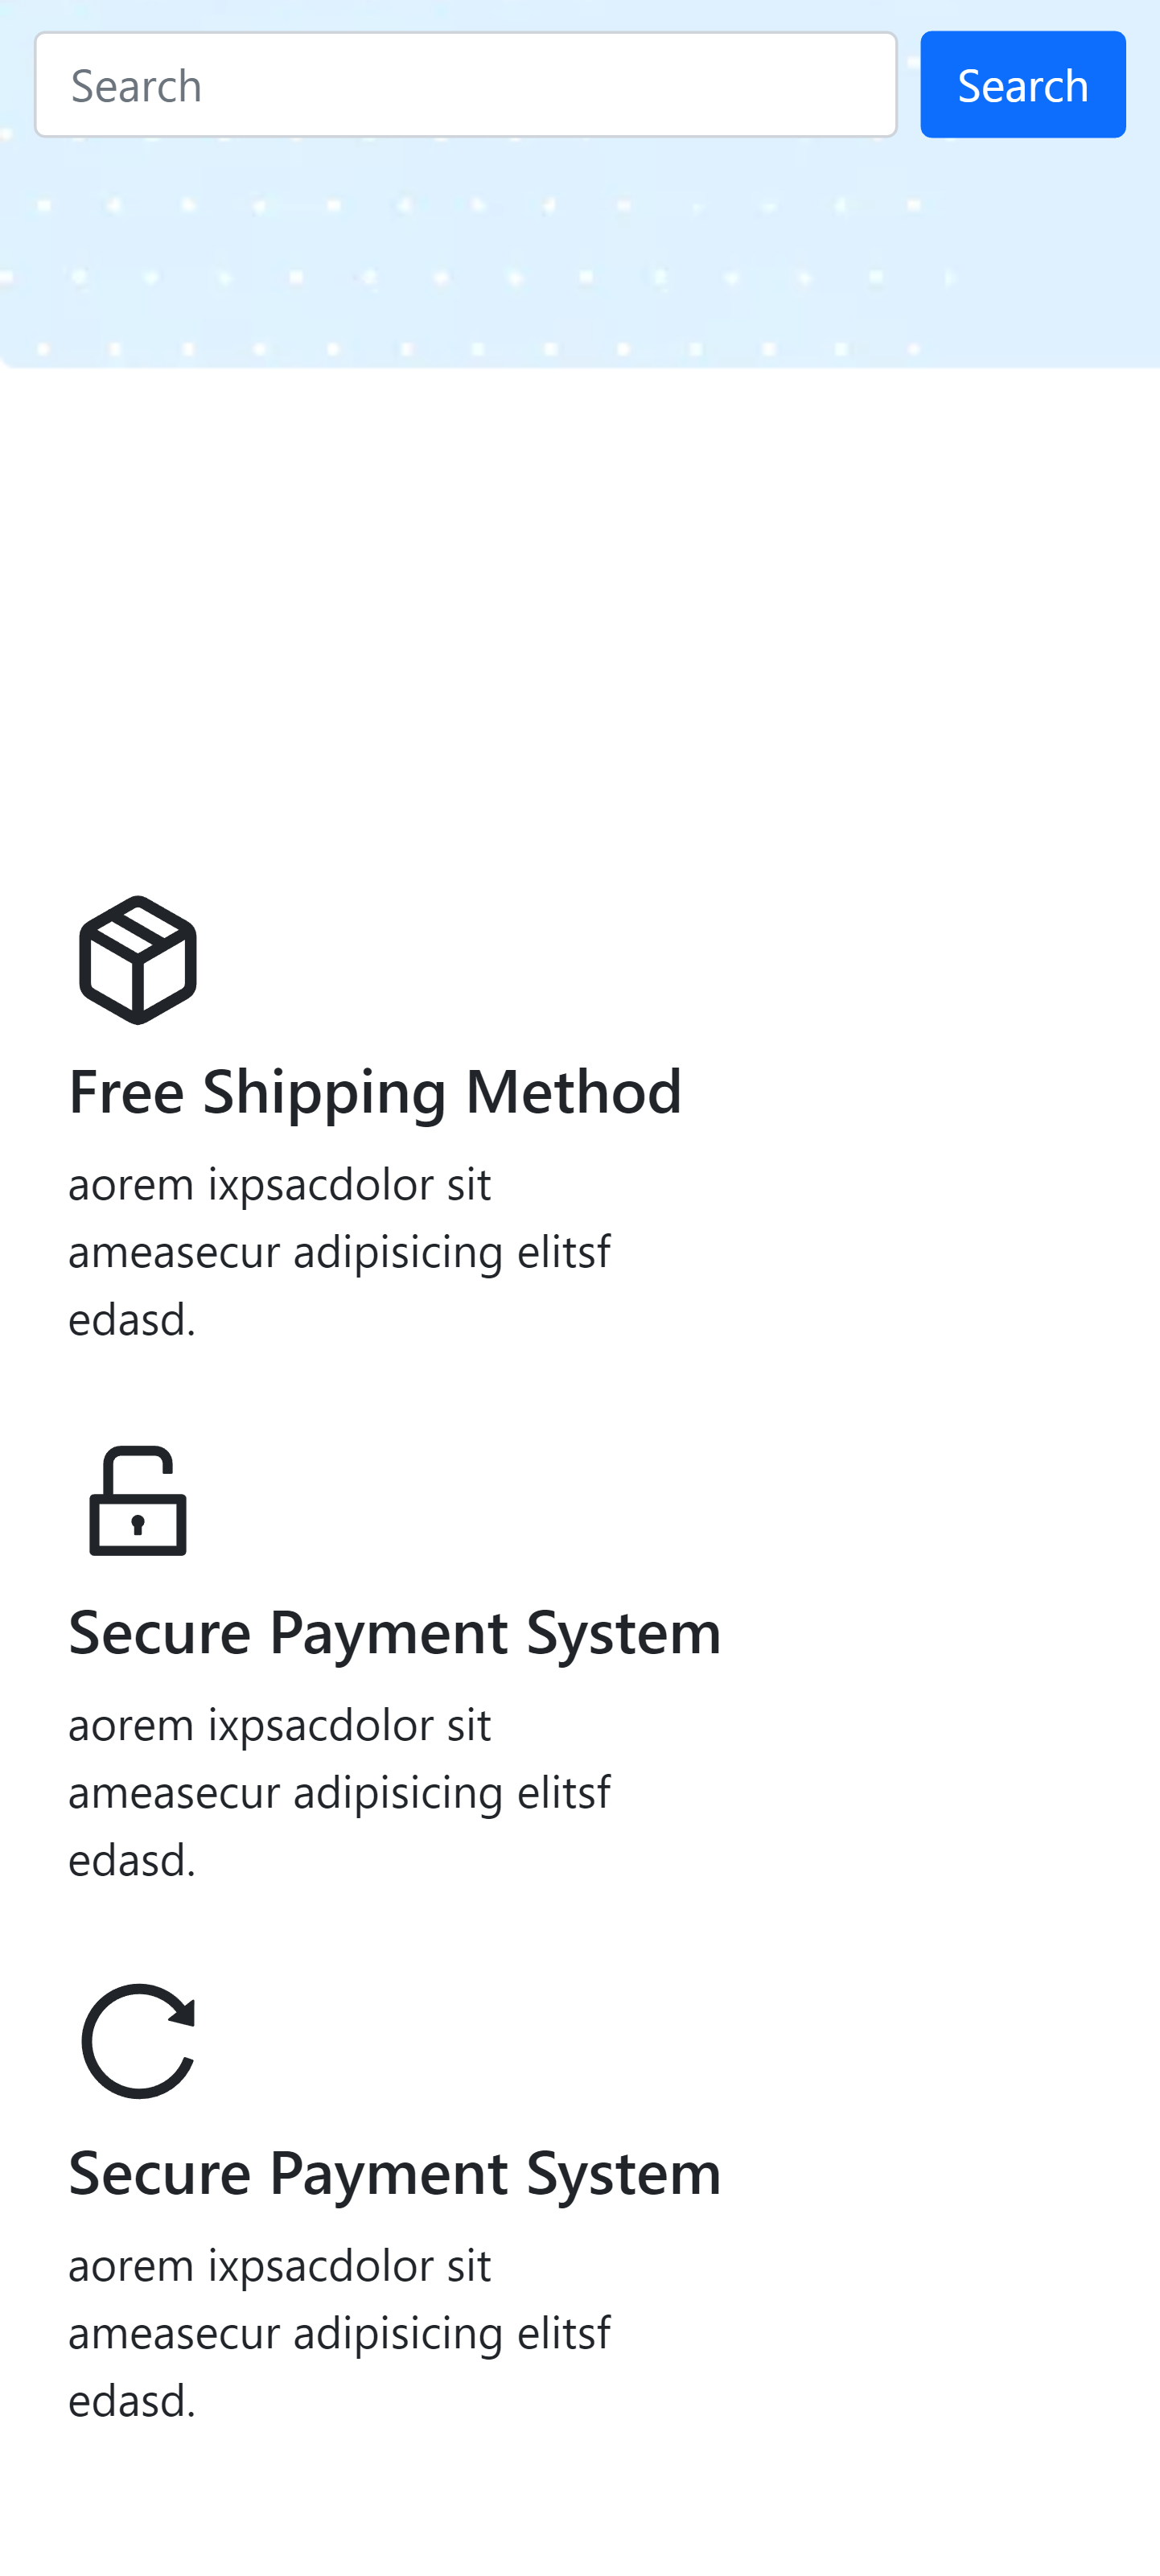 Search Search
Free Shipping Method
aorem ixpsacdolor sit
ameasecur adipisicing elitsf
edasd.
Secure Payment System
aorem ixpsacdolor sit
ameasecur adipisicing elitsf
edasd.
Secure Payment System
aorem ixpsacdolor sit
ameasecur adipisicing elitsf
edasd.